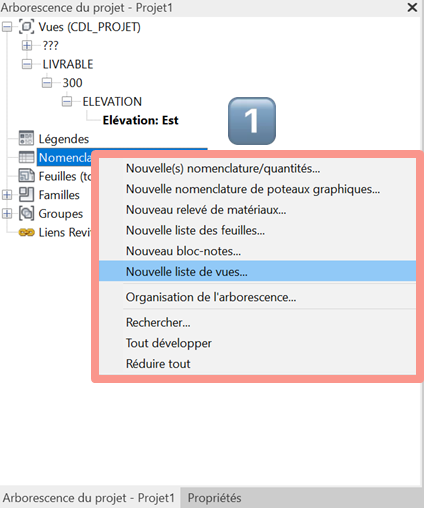 Arborescence du projet - Projet1
Vues (CDL_PROJET)
???
LIVRABLE
300
ELEVATION
Elévation: Est
1
Légendes
Nomencla
Feuilles (to
Familles
Groupes
Liens Revit
Nouvelle(s) nomenclature/quantités...
Nouvelle nomenclature de poteaux graphiques...
Nouveau relevé de matériaux...
Nouvelle liste des feuilles...
Nouveau bloc-notes...
Nouvelle liste de vues...
Organisation de l'arborescence...
Rechercher...
Tout développer
Réduire tout
Arborescence du projet - Projet1
Propriétés